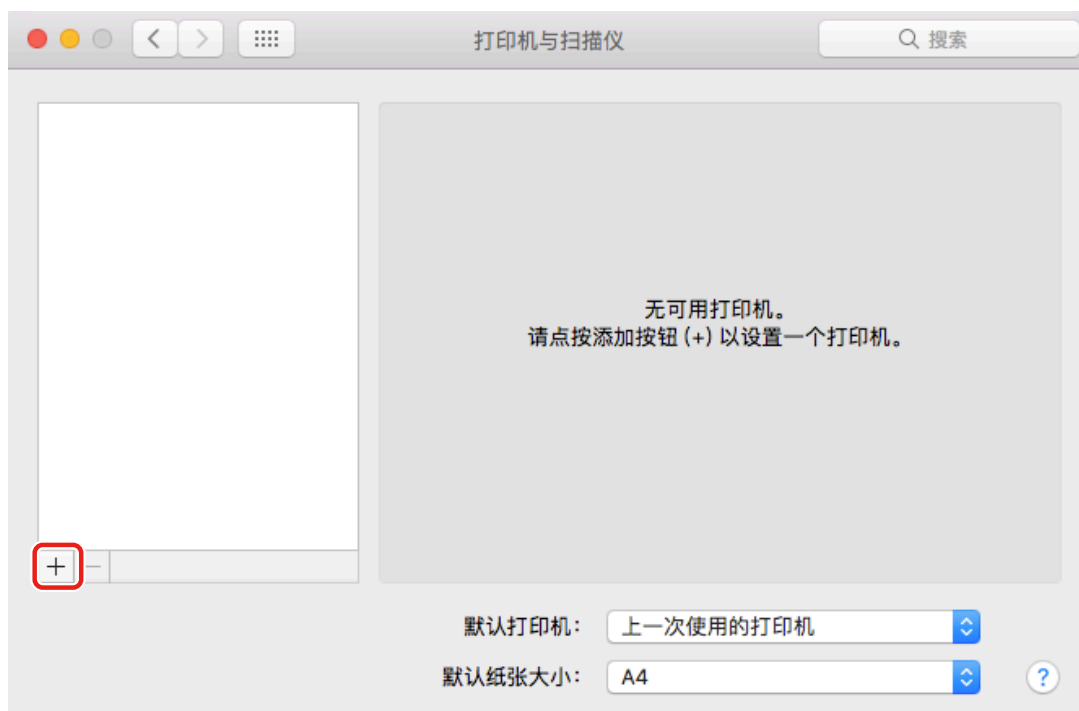 打印机与扫描仪
搜索
无可用打印机。
请点按添加按钮 (+) 以设置一个打印机。
+ −
默认打印机： 上一次使用的打印机
默认纸张大小： A4
?